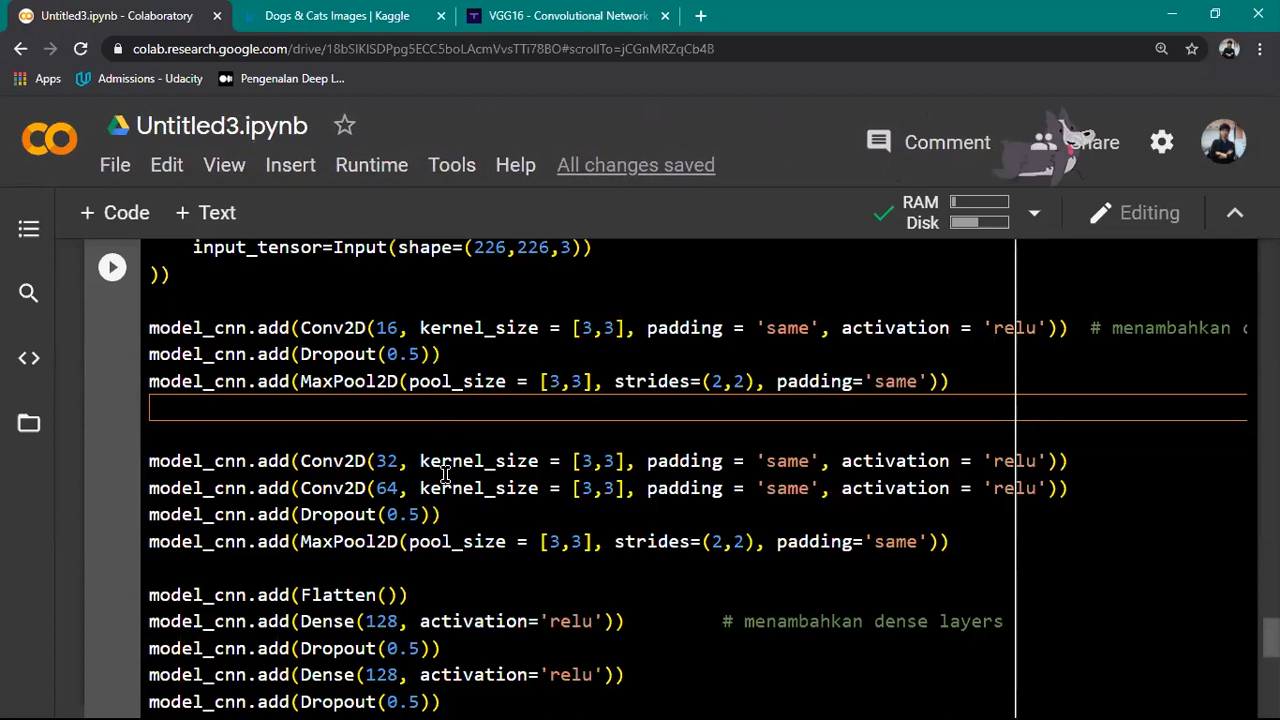 Untitled3.ipynb - Colaboratory
Dogs & Cats Images | Kaggle
VGG16 - Convolutional Network
colab.research.google.com/drive/18bSIKISDPpg5ECC5boLAcmVvsTTi78BO#scrollTo=jCGnMRZqCb4B
Apps
Admissions - Udacity
Pengenalan Deep L...
Untitled3.ipynb
File Edit View Insert Runtime Tools Help All changes saved
Comment
Share
+ Code + Text
RAM
Disk
Editing
input_tensor=Input(shape=(226,226,3))
))
model_cnn.add(Conv2D(16, kernel_size = [3,3], padding = 'same', activation = 'relu')) # menambahkan c
model_cnn.add(Dropout(0.5))
model_cnn.add(MaxPool2D(pool_size = [3,3], strides=(2,2), padding='same'))
model_cnn.add(Conv2D(32, kernel_size = [3,3], padding = 'same', activation = 'relu'))
model_cnn.add(Conv2D(64, kernel_size = [3,3], padding = 'same', activation = 'relu'))
model_cnn.add(Dropout(0.5))
model_cnn.add(MaxPool2D(pool_size = [3,3], strides=(2,2), padding='same'))
model_cnn.add(Flatten())
model_cnn.add(Dense(128, activation='relu')) # menambahkan dense layers
model_cnn.add(Dropout(0.5))
model_cnn.add(Dense(128, activation='relu'))
model_cnn.add(Dropout(0.5))